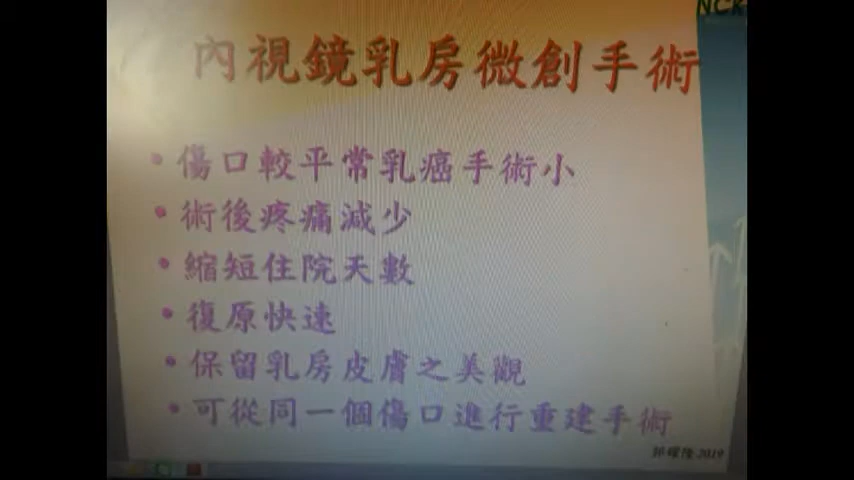 NCK
內視鏡乳房微創手術
• 傷口較平常乳癌手術小
• 術後疼痛減少
• 縮短住院天數
• 復原快速
• 保留乳房皮膚之美觀
• 可從同一個傷口進行重建手術
2019